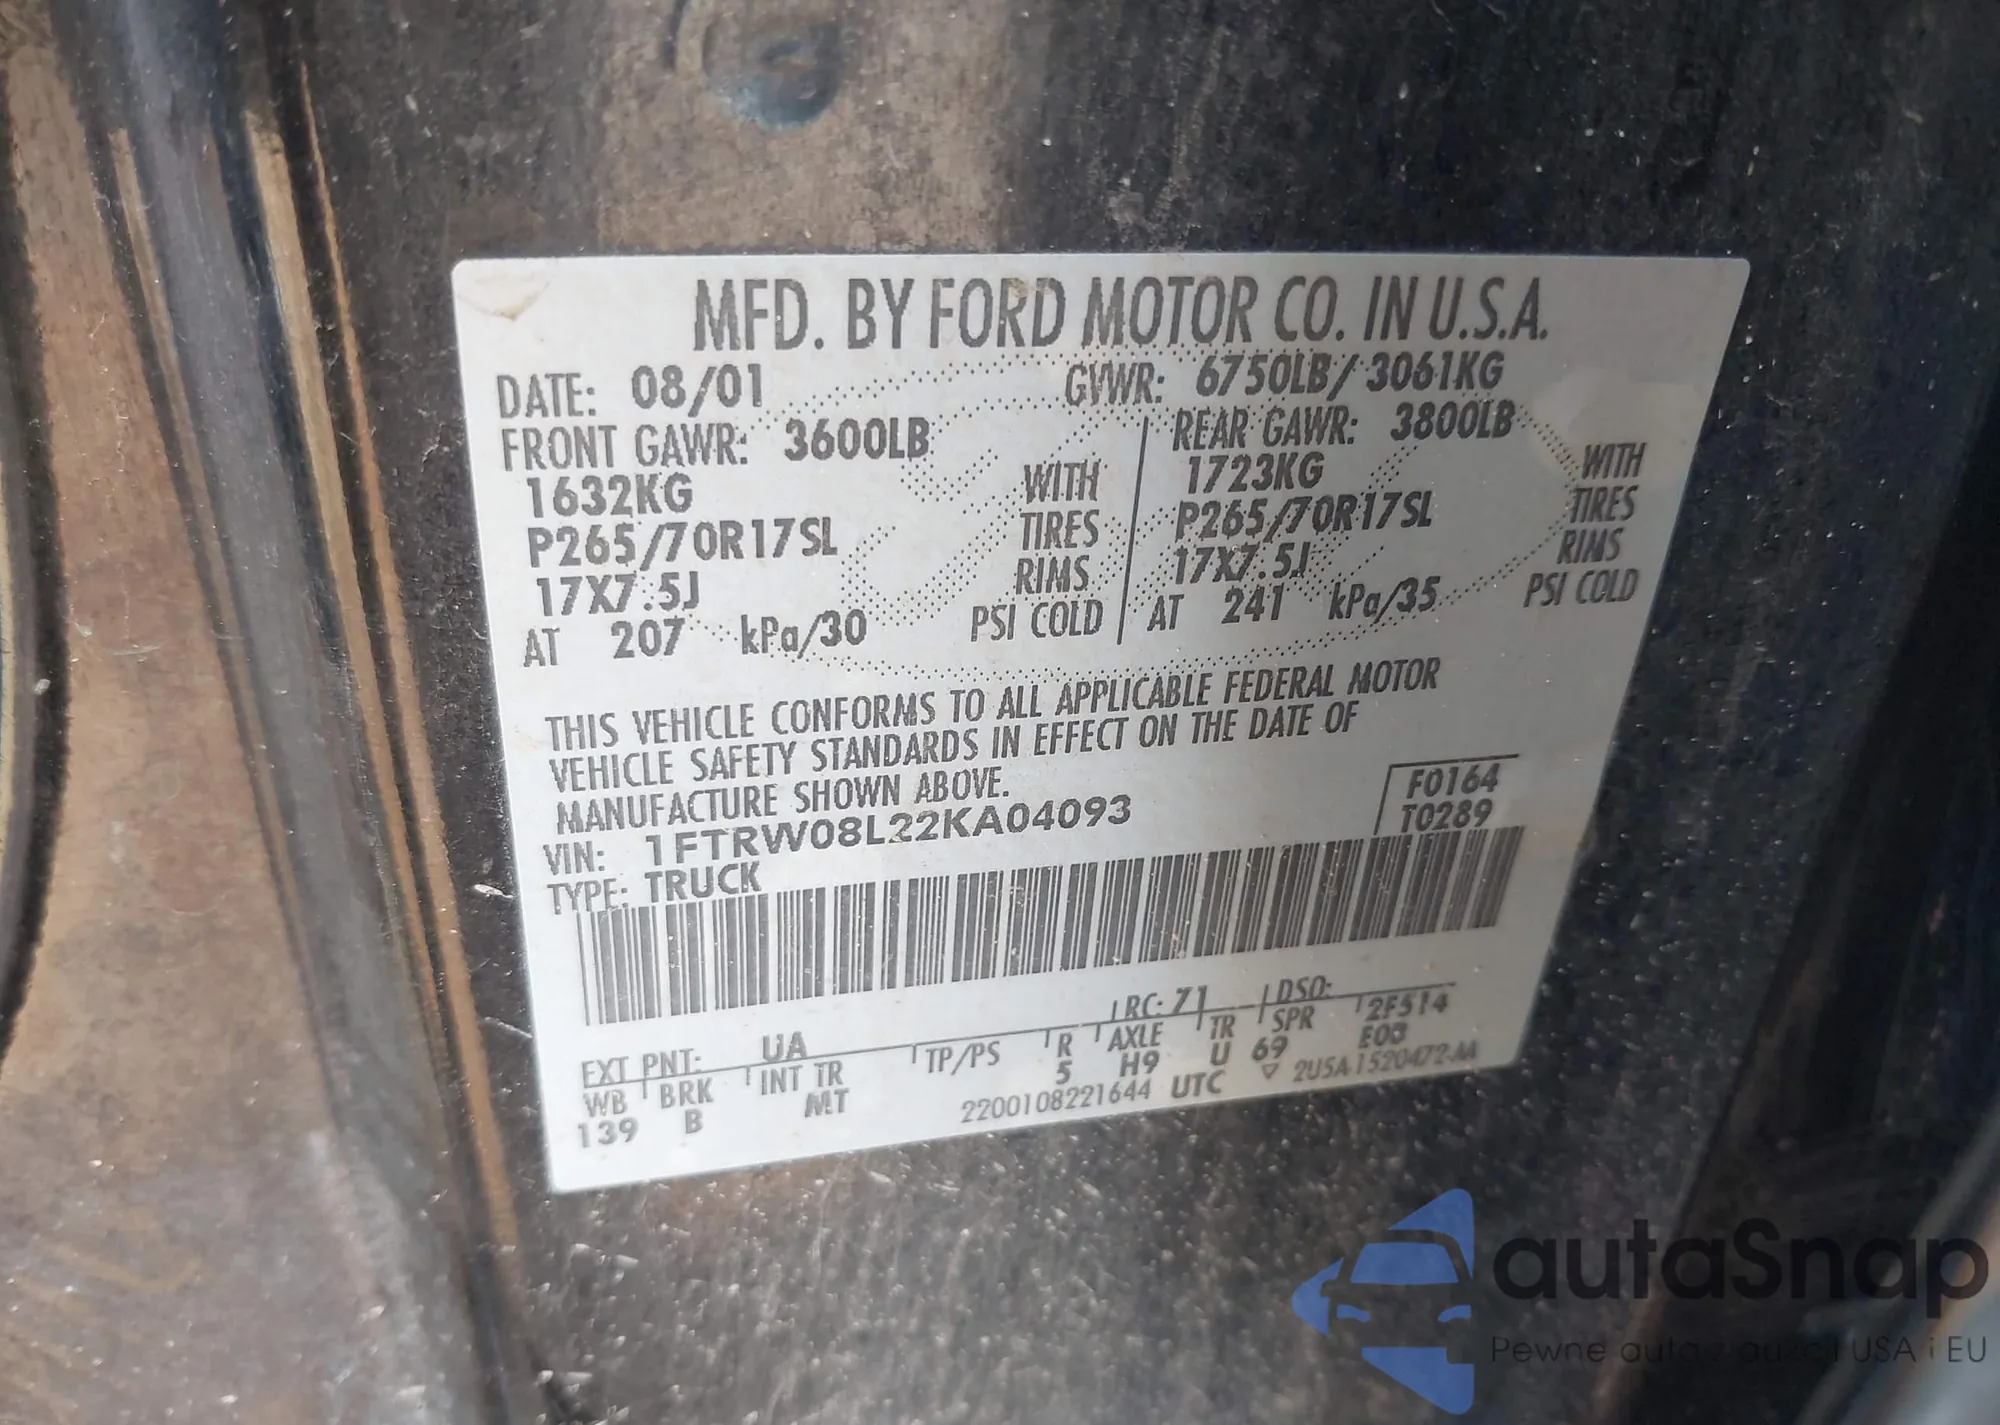 MFD. BY FORD MOTOR CO. IN U.S.A.
DATE: 08/01 GVWR: 6750LB/ 3061KG
FRONT GAWR: 3600LB REAR GAWR: 3800LB
1632KG WITH 1723KG WITH
P265/70R17SL TIRES P265/70R17SL TIRES
17X7.5J RIMS 17X7.5J RIMS
AT 207 kPa/30 PSI COLD AT 241 kPa/35 PSI COLD
THIS VEHICLE CONFORMS TO ALL APPLICABLE FEDERAL MOTOR
VEHICLE SAFETY STANDARDS IN EFFECT ON THE DATE OF
MANUFACTURE SHOWN ABOVE.
F0164
VIN: 1FTRW08L22KA04093 T0289
TYPE: TRUCK
EXT PNT: UA RC: 71 DSO: 2F514
WB BRK INT TR TP/PS R AXLE TR SPR E03
139 B MT 5 H9 U 69
2200108221644 UTC ▽ 2U5A-1520472-AA
autaSnap
Pewne auta z aukcji USA i EU